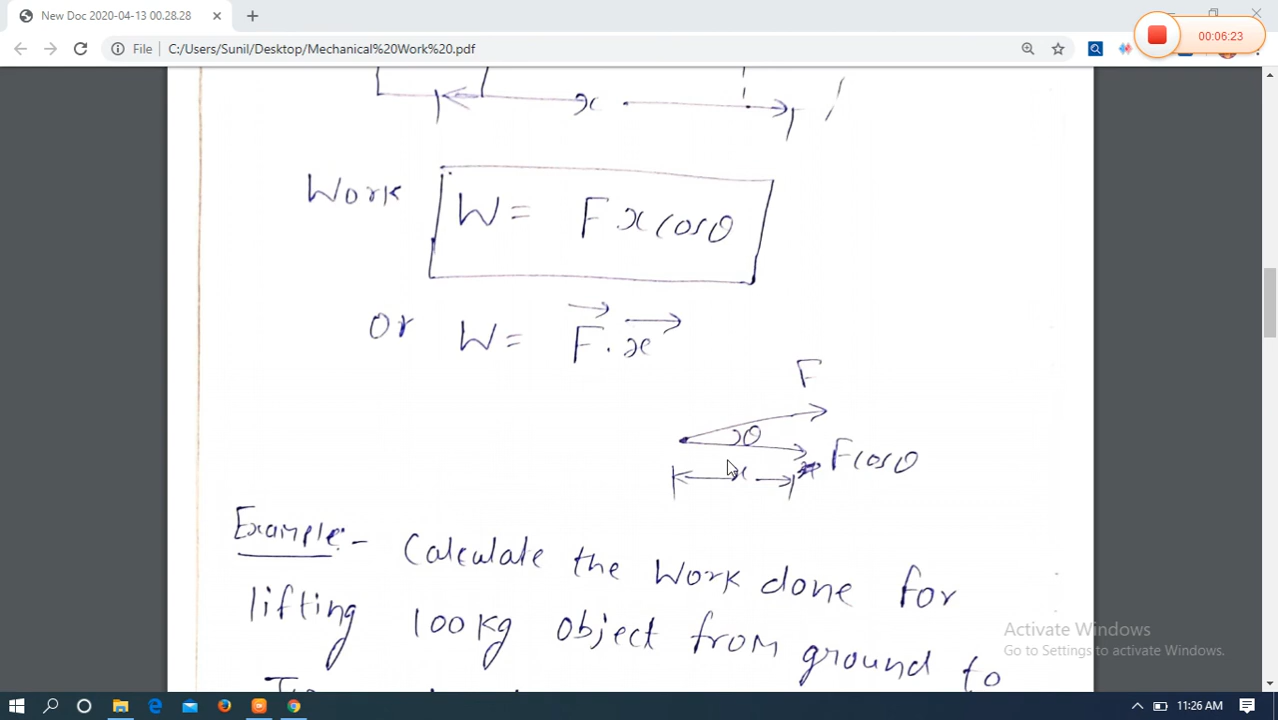 New Doc 2020-04-13 00.28.28
File C:/Users/Sunil/Desktop/Mechanical%20Work%20.pdf
00:06:23
x
Work W = F x cosθ
or W = F⃗ . x⃗
F
θ
F cosθ
x
Example:- Calculate the Work done for
lifting 100kg object from ground to
Activate Windows
Go to Settings to activate Windows.
11:26 AM